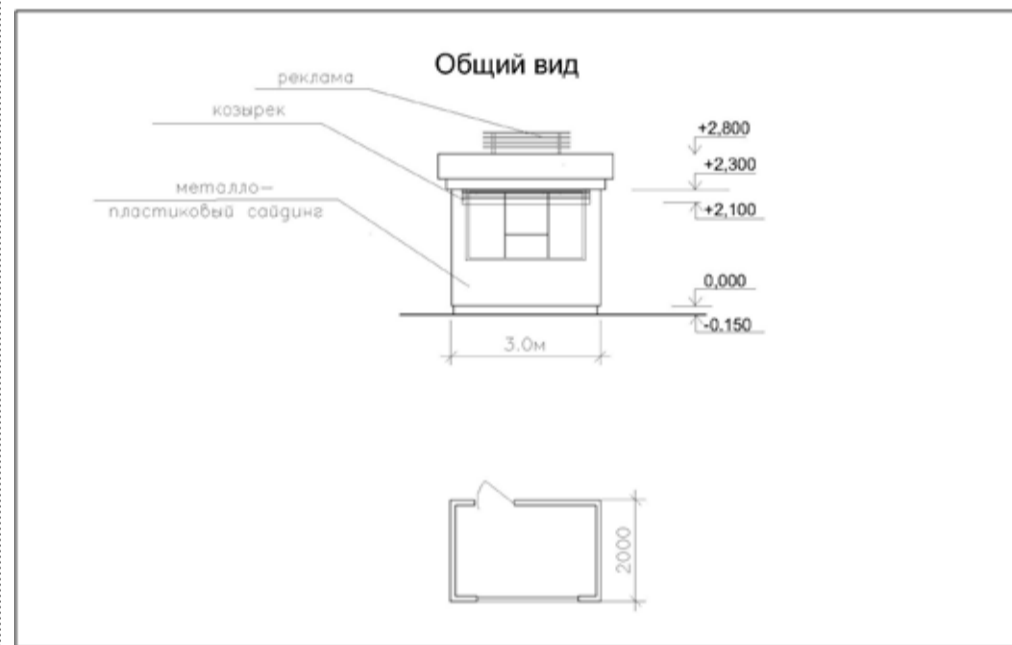 Общий вид
реклама
козырек
металло-
пластиковый сайдинг
+2,800
+2,300
+2,100
0,000
-0.150
3.0м
2000